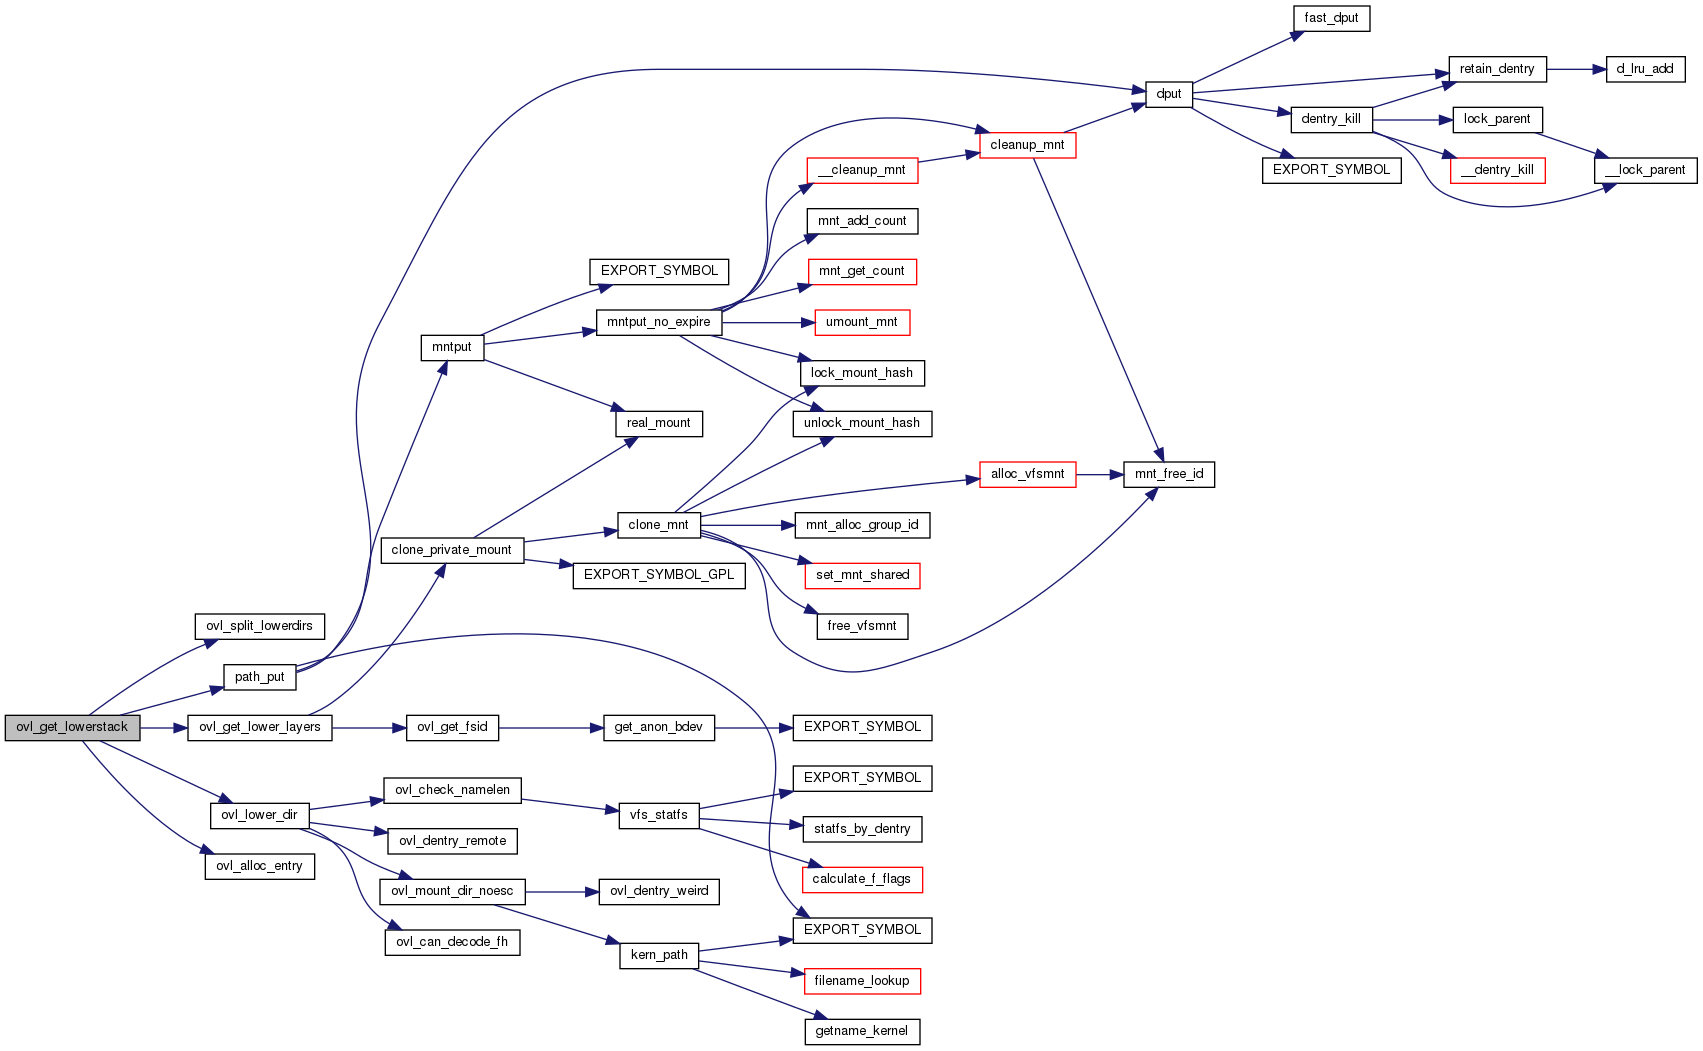 fast_dput
retain_dentry
d_lru_add
dput
dentry_kill
lock_parent
cleanup_mnt
__cleanup_mnt
EXPORT_SYMBOL
__dentry_kill
__lock_parent
mnt_add_count
EXPORT_SYMBOL
mnt_get_count
mntput_no_expire
umount_mnt
mntput
lock_mount_hash
real_mount
unlock_mount_hash
alloc_vfsmnt
mnt_free_id
clone_mnt
mnt_alloc_group_id
clone_private_mount
EXPORT_SYMBOL_GPL
set_mnt_shared
ovl_split_lowerdirs
free_vfsmnt
path_put
ovl_get_lowerstack
ovl_get_lower_layers
ovl_get_fsid
get_anon_bdev
EXPORT_SYMBOL
EXPORT_SYMBOL
ovl_check_namelen
ovl_lower_dir
vfs_statfs
statfs_by_dentry
ovl_dentry_remote
ovl_alloc_entry
calculate_f_flags
ovl_mount_dir_noesc
ovl_dentry_weird
EXPORT_SYMBOL
ovl_can_decode_fh
kern_path
filename_lookup
getname_kernel